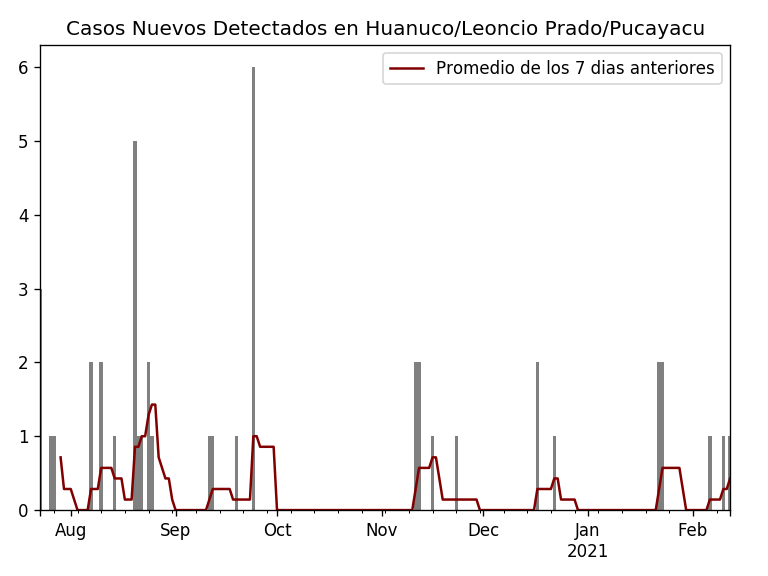 Casos Nuevos Detectados en Huanuco/Leoncio Prado/Pucayacu
Promedio de los 7 dias anteriores
6
5
4
3
2
1
0
Aug Sep Oct Nov Dec Jan Feb
2021